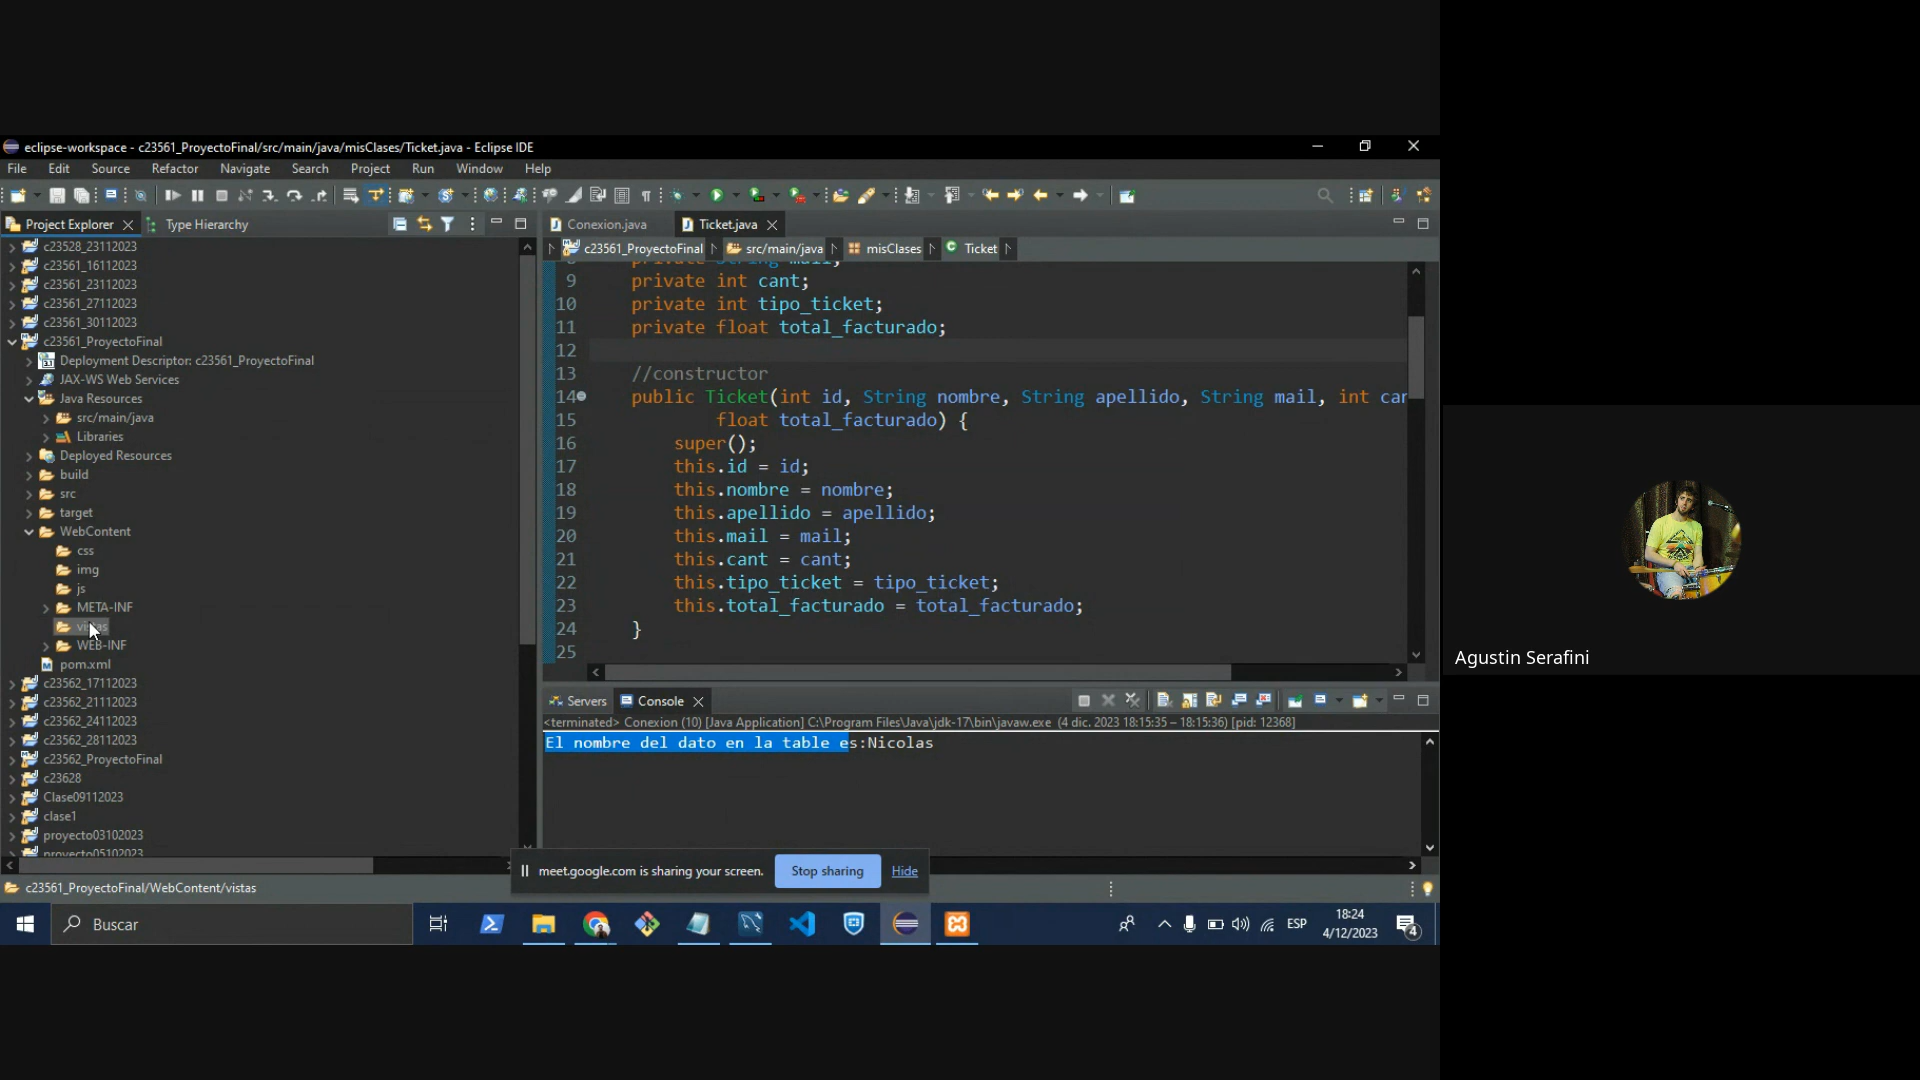 eclipse-workspace - c23561_ProyectoFinal/src/main/java/misClases/Ticket.java - Eclipse IDE
File Edit Source Refactor Navigate Search Project Run Window Help
Project Explorer Type Hierarchy
c23528_23112023
c23561_16112023
c23561_23112023
c23561_27112023
c23561_30112023
c23561_ProyectoFinal
Deployment Descriptor: c23561_ProyectoFinal
JAX-WS Web Services
Java Resources
src/main/java
Libraries
Deployed Resources
build
src
target
WebContent
css
img
js
META-INF
vistas
WEB-INF
pom.xml
c23562_17112023
c23562_21112023
c23562_24112023
c23562_28112023
c23562_ProyectoFinal
c23628
Clase09112023
clase1
proyecto03102023
proyecto05102023
Conexion.java Ticket.java
c23561_ProyectoFinal src/main/java misClases Ticket
private String mail;
9 private int cant;
10 private int tipo_ticket;
11 private float total_facturado;
12
13 //constructor
14 public Ticket(int id, String nombre, String apellido, String mail, int can
15 float total_facturado) {
16 super();
17 this.id = id;
18 this.nombre = nombre;
19 this.apellido = apellido;
20 this.mail = mail;
21 this.cant = cant;
22 this.tipo_ticket = tipo_ticket;
23 this.total_facturado = total_facturado;
24 }
25
Servers Console
<terminated> Conexion (10) [Java Application] C:\Program Files\Java\jdk-17\bin\javaw.exe (4 dic. 2023 18:15:35 – 18:15:36) [pid: 12368]
El nombre del dato en la table es:Nicolas
meet.google.com is sharing your screen. Stop sharing Hide
c23561_ProyectoFinal/WebContent/vistas
Buscar
ESP
18:24
4/12/2023
4
Agustin Serafini